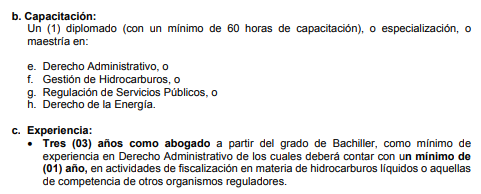 b. Capacitación:
Un (1) diplomado (con un mínimo de 60 horas de capacitación), o especialización, o
maestría en:
e. Derecho Administrativo, o
f. Gestión de Hidrocarburos, o
g. Regulación de Servicios Públicos, o
h. Derecho de la Energía.
c. Experiencia:
• Tres (03) años como abogado a partir del grado de Bachiller, como mínimo de
experiencia en Derecho Administrativo de los cuales deberá contar con un mínimo de
(01) año, en actividades de fiscalización en materia de hidrocarburos líquidos o aquellas
de competencia de otros organismos reguladores.